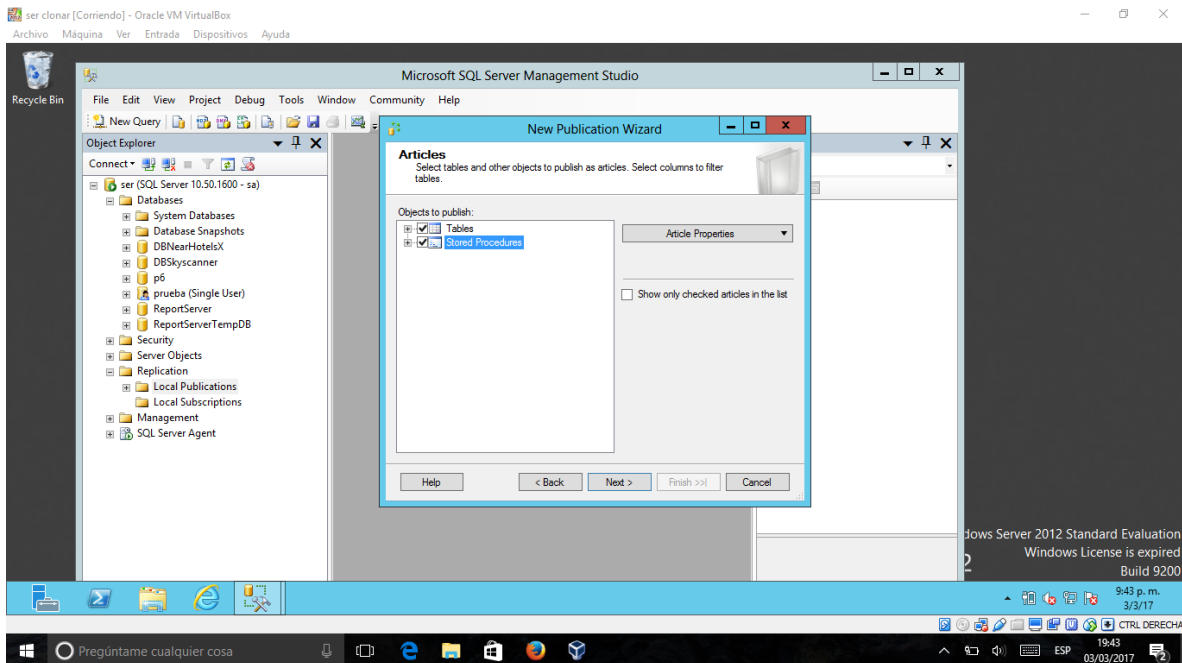 ser clonar [Corriendo] - Oracle VM VirtualBox
Archivo Máquina Ver Entrada Dispositivos Ayuda
Recycle Bin
Microsoft SQL Server Management Studio
File Edit View Project Debug Tools Window Community Help
New Query
Object Explorer
Connect
ser (SQL Server 10.50.1600 - sa)
Databases
System Databases
Database Snapshots
DBNearHotelsX
DBSkyscanner
p6
prueba (Single User)
ReportServer
ReportServerTempDB
Security
Server Objects
Replication
Local Publications
Local Subscriptions
Management
SQL Server Agent
New Publication Wizard
Articles
Select tables and other objects to publish as articles. Select columns to filter
tables.
Objects to publish:
Tables
Stored Procedures
Article Properties
Show only checked articles in the list
Help
< Back
Next >
Finish >>|
Cancel
dows Server 2012 Standard Evaluation
Windows License is expired
Build 9200
9:43 p. m.
3/3/17
CTRL DERECHA
Pregúntame cualquier cosa
ESP
19:43
03/03/2017